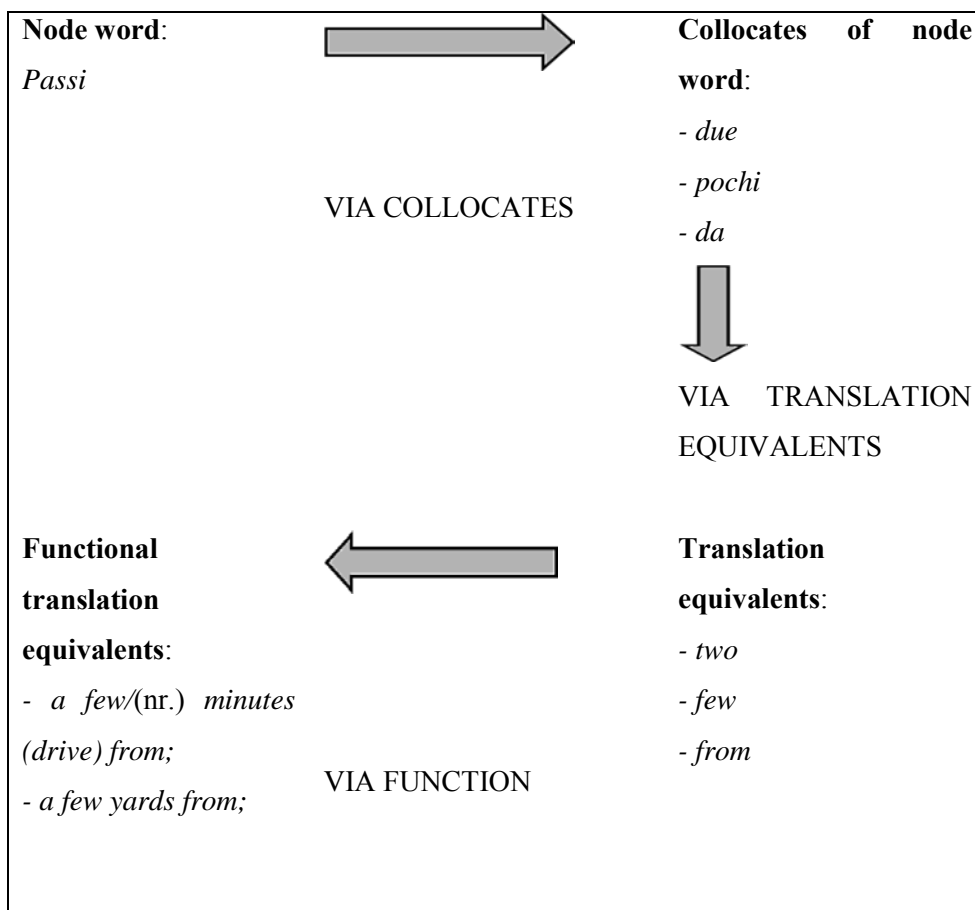 Node word:
Passi
VIA COLLOCATES
Collocates of node
word:
- due
- pochi
- da
VIA TRANSLATION
EQUIVALENTS
Translation
equivalents:
- two
- few
- from
VIA FUNCTION
Functional
translation
equivalents:
- a few/(nr.) minutes
(drive) from;
- a few yards from;